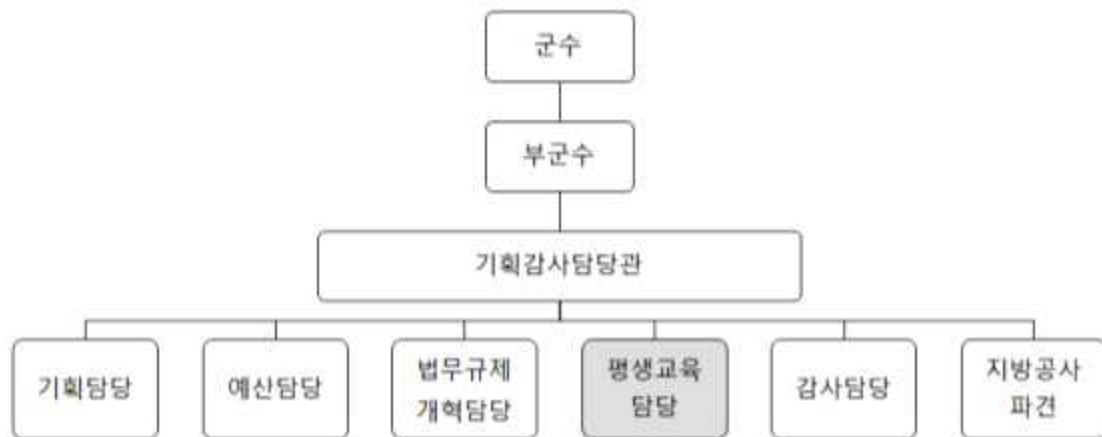 군수
부군수
기획감사담당관
기획담당
예산담당
법무규제
개혁담당
평생교육
담당
감사담당
지방공사
파견